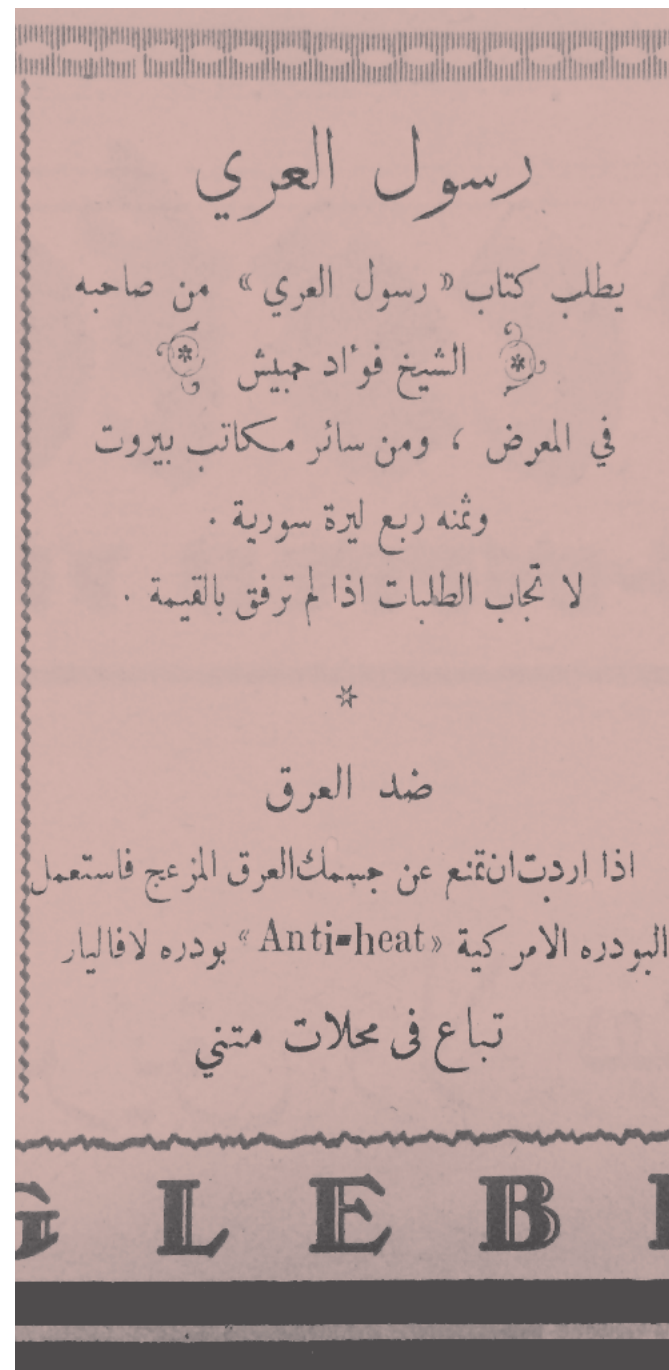 رسول العري
يطلب كتاب «رسول العري» من صاحبه
الشيخ فوءاد حبيش
في المعرض ، ومن سائر مكاتب بيروت
وثمنه ربع ليرة سورية .
لا تجاب الطلبات اذا لم ترفق بالقيمة .
ضد العرق
اذا اردت ان تمنع عن جسمك العرق المزعج فاستعمل
البودره الامركية «Anti-heat» بودره لافاليار
تباع في محلات متني
GLEB